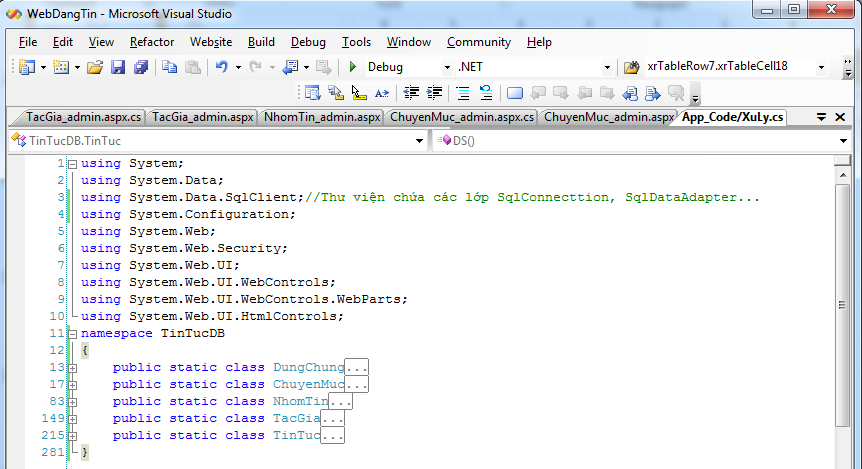 WebDangTin - Microsoft Visual Studio
File Edit View Refactor Website Build Debug Tools Window Community Help
Debug .NET xrTableRow7.xrTableCell18
TacGia_admin.aspx.cs TacGia_admin.aspx NhomTin_admin.aspx ChuyenMuc_admin.aspx.cs ChuyenMuc_admin.aspx App_Code/XuLy.cs
TinTucDB.TinTuc DS()
1 using System;
2 using System.Data;
3 using System.Data.SqlClient;//Thư viện chứa các lớp SqlConnecttion, SqlDataAdapter...
4 using System.Configuration;
5 using System.Web;
6 using System.Web.Security;
7 using System.Web.UI;
8 using System.Web.UI.WebControls;
9 using System.Web.UI.WebControls.WebParts;
10 using System.Web.UI.HtmlControls;
11 namespace TinTucDB
12 {
13 public static class DungChung...
17 public static class ChuyenMuc...
83 public static class NhomTin...
149 public static class TacGia...
215 public static class TinTuc...
281 }